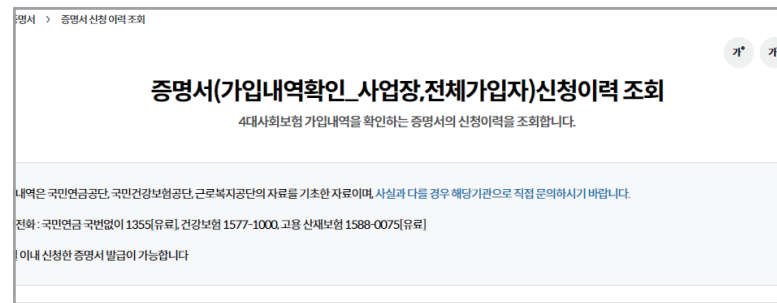 증명서 > 증명서 신청 이력 조회
가+ 가
증명서(가입내역확인_사업장,전체가입자)신청이력 조회
4대사회보험 가입내역을 확인하는 증명서의 신청이력을 조회합니다.
내역은 국민연금공단, 국민건강보험공단, 근로복지공단의 자료를 기초한 자료이며, 사실과 다를 경우 해당기관으로 직접 문의하시기 바랍니다.
전화 : 국민연금 국번없이 1355[유료], 건강보험 1577-1000, 고용 산재보험 1588-0075[유료]
이내 신청한 증명서 발급이 가능합니다